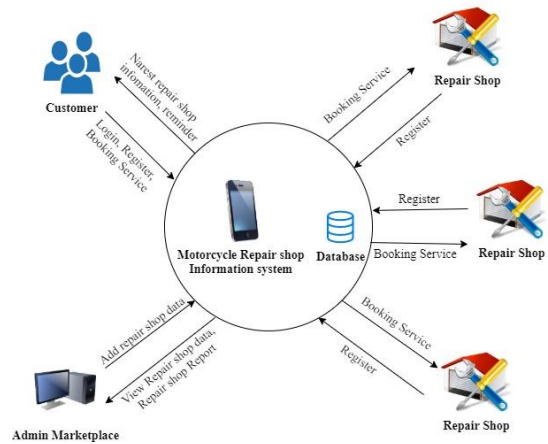 Customer
Narest repair shop
infomation, reminder
Login, Register,
Booking Service
Booking Service
Register
Repair Shop
Motorcycle Repair shop
Information system
Database
Register
Booking Service
Repair Shop
Add repair shop data
View Repair shop data,
Repair shop Report
Admin Marketplace
Booking Service
Register
Repair Shop